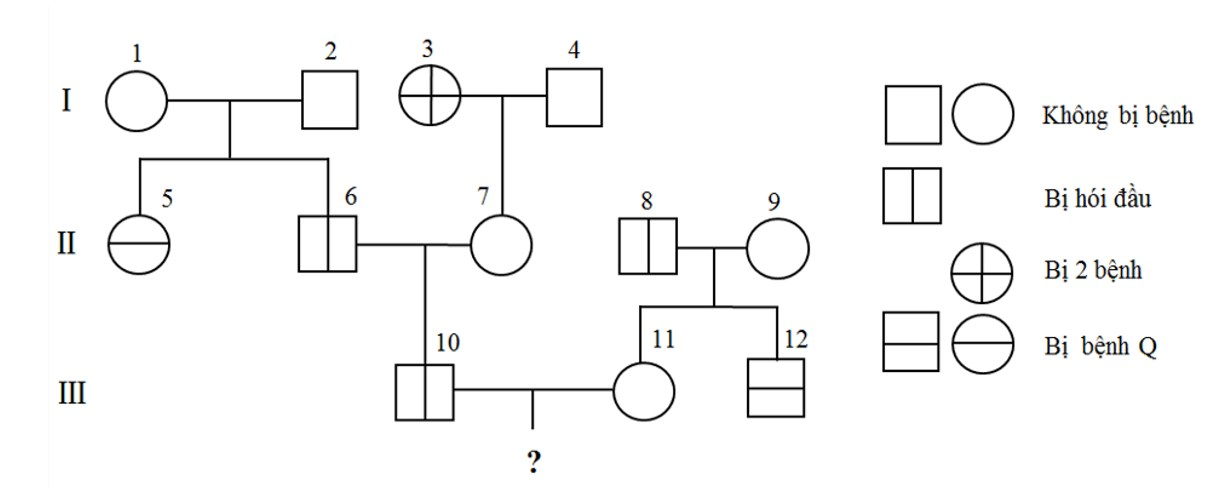 1 2 3 4
I
Không bị bệnh
5 6 7 8 9
Bị hói đầu
II
Bị 2 bệnh
10 11 12
Bị bệnh Q
III
?